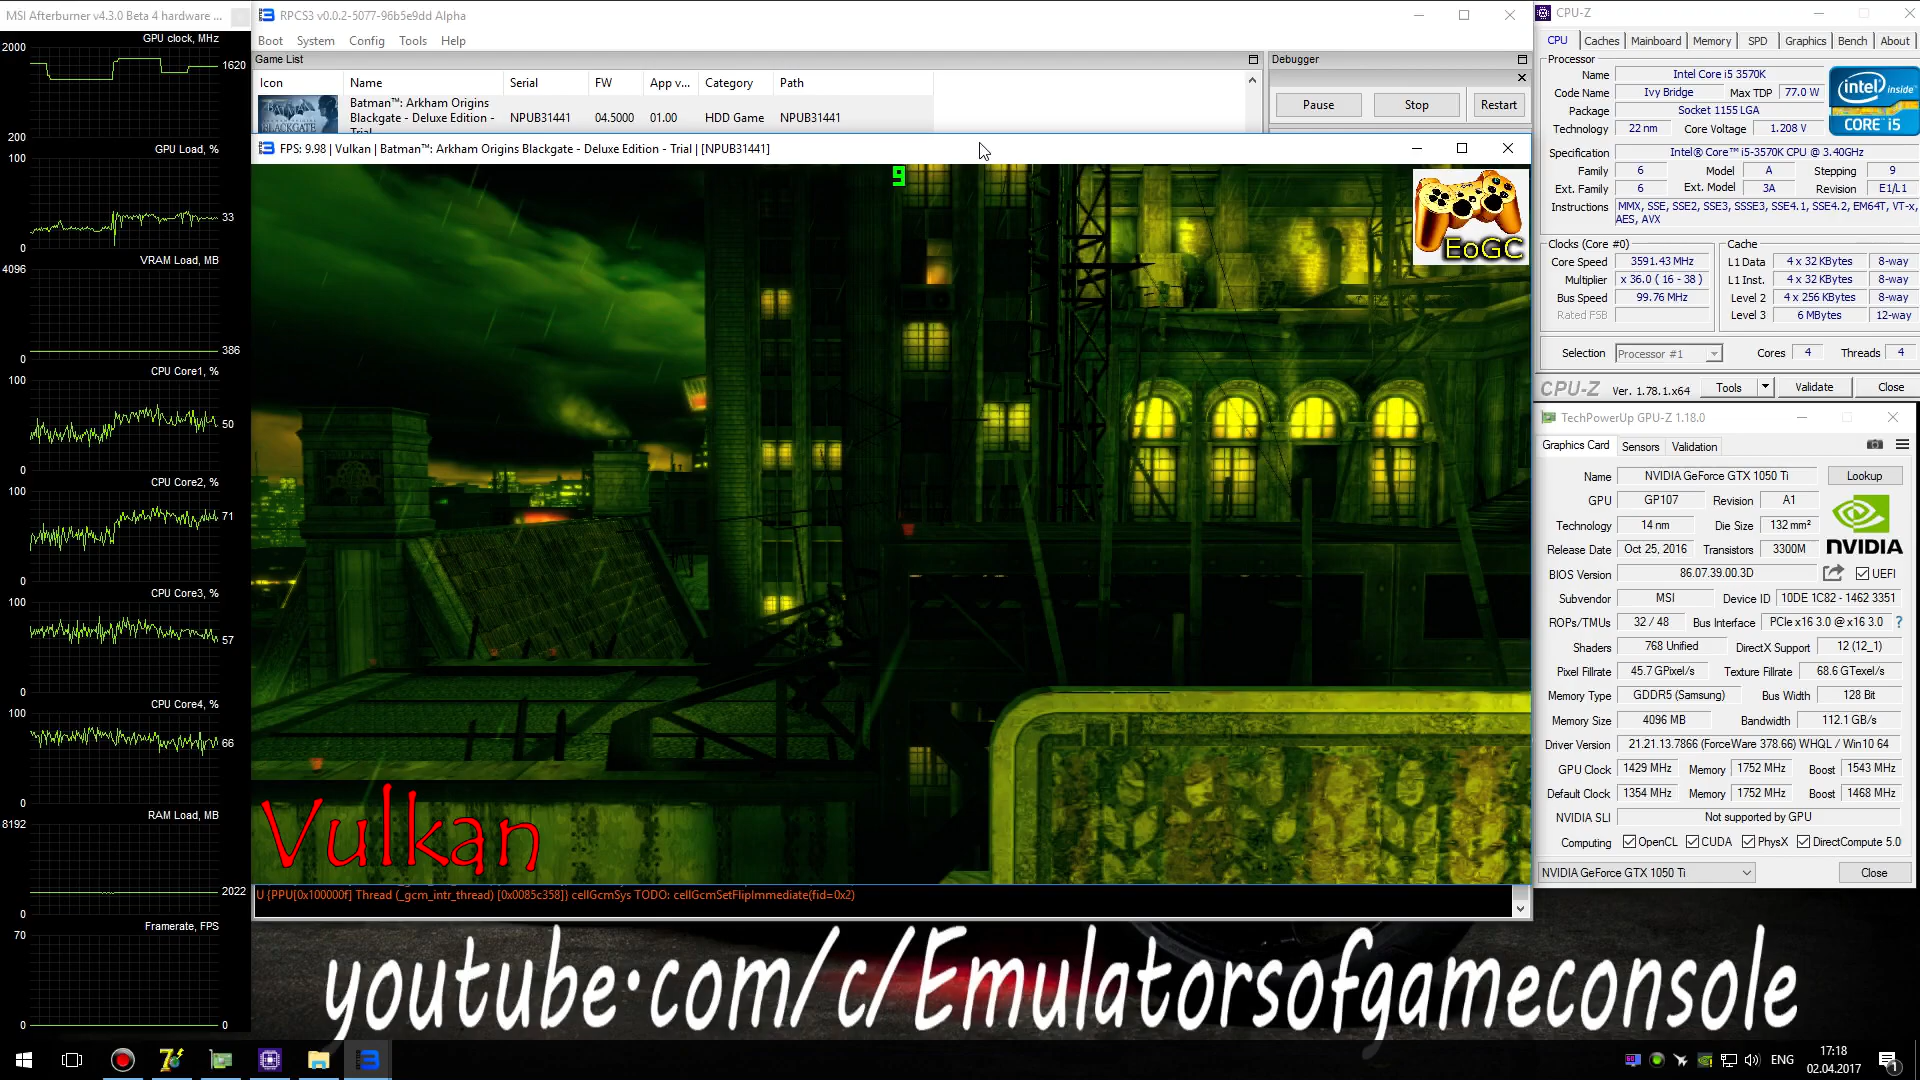 MSI Afterburner v4.3.0 Beta 4 hardware ...
GPU clock, MHz
2000
1620
200
GPU Load, %
100
33
0
VRAM Load, MB
4096
386
0
CPU Core1, %
100
50
0
CPU Core2, %
100
71
0
CPU Core3, %
100
57
0
CPU Core4, %
100
66
0
RAM Load, MB
8192
2022
0
Framerate, FPS
70
0
0
RPCS3 v0.0.2-5077-96b5e9dd Alpha
Boot System Config Tools Help
Game List
Icon Name Serial FW App v... Category Path
Batman™: Arkham Origins
Blackgate - Deluxe Edition - NPUB31441 04.5000 01.00 HDD Game NPUB31441
Trial
Debugger
Pause Stop Restart
FPS: 9.98 | Vulkan | Batman™: Arkham Origins Blackgate - Deluxe Edition - Trial | [NPUB31441]
9
EoGC
Vulkan
U {PPU[0x100000f] Thread (_gcm_intr_thread) [0x0085c358]} cellGcmSys TODO: cellGcmSetFlipImmediate(fid=0x2)
youtube.com/c/Emulatorsofgameconsole
CPU-Z
CPU Caches Mainboard Memory SPD Graphics Bench About
Processor
Name Intel Core i5 3570K
Code Name Ivy Bridge Max TDP 77.0 W
Package Socket 1155 LGA
Technology 22 nm Core Voltage 1.208 V
intel inside
CORE i5
Specification Intel® Core™ i5-3570K CPU @ 3.40GHz
Family 6 Model A Stepping 9
Ext. Family 6 Ext. Model 3A Revision E1/L1
Instructions MMX, SSE, SSE2, SSE3, SSSE3, SSE4.1, SSE4.2, EM64T, VT-x,
AES, AVX
Clocks (Core #0) Cache
Core Speed 3591.43 MHz L1 Data 4 x 32 KBytes 8-way
Multiplier x 36.0 ( 16 - 38 ) L1 Inst. 4 x 32 KBytes 8-way
Bus Speed 99.76 MHz Level 2 4 x 256 KBytes 8-way
Rated FSB Level 3 6 MBytes 12-way
Selection Processor #1 Cores 4 Threads 4
CPU-Z Ver. 1.78.1.x64 Tools Validate Close
TechPowerUp GPU-Z 1.18.0
Graphics Card Sensors Validation
Name NVIDIA GeForce GTX 1050 Ti Lookup
GPU GP107 Revision A1
Technology 14 nm Die Size 132 mm²
Release Date Oct 25, 2016 Transistors 3300M
NVIDIA
BIOS Version 86.07.39.00.3D UEFI
Subvendor MSI Device ID 10DE 1C82 - 1462 3351
ROPs/TMUs 32 / 48 Bus Interface PCIe x16 3.0 @ x16 3.0 ?
Shaders 768 Unified DirectX Support 12 (12_1)
Pixel Fillrate 45.7 GPixel/s Texture Fillrate 68.6 GTexel/s
Memory Type GDDR5 (Samsung) Bus Width 128 Bit
Memory Size 4096 MB Bandwidth 112.1 GB/s
Driver Version 21.21.13.7866 (ForceWare 378.66) WHQL / Win10 64
GPU Clock 1429 MHz Memory 1752 MHz Boost 1543 MHz
Default Clock 1354 MHz Memory 1752 MHz Boost 1468 MHz
NVIDIA SLI Not supported by GPU
Computing OpenCL CUDA PhysX DirectCompute 5.0
NVIDIA GeForce GTX 1050 Ti Close
ENG
17:18
02.04.2017
1